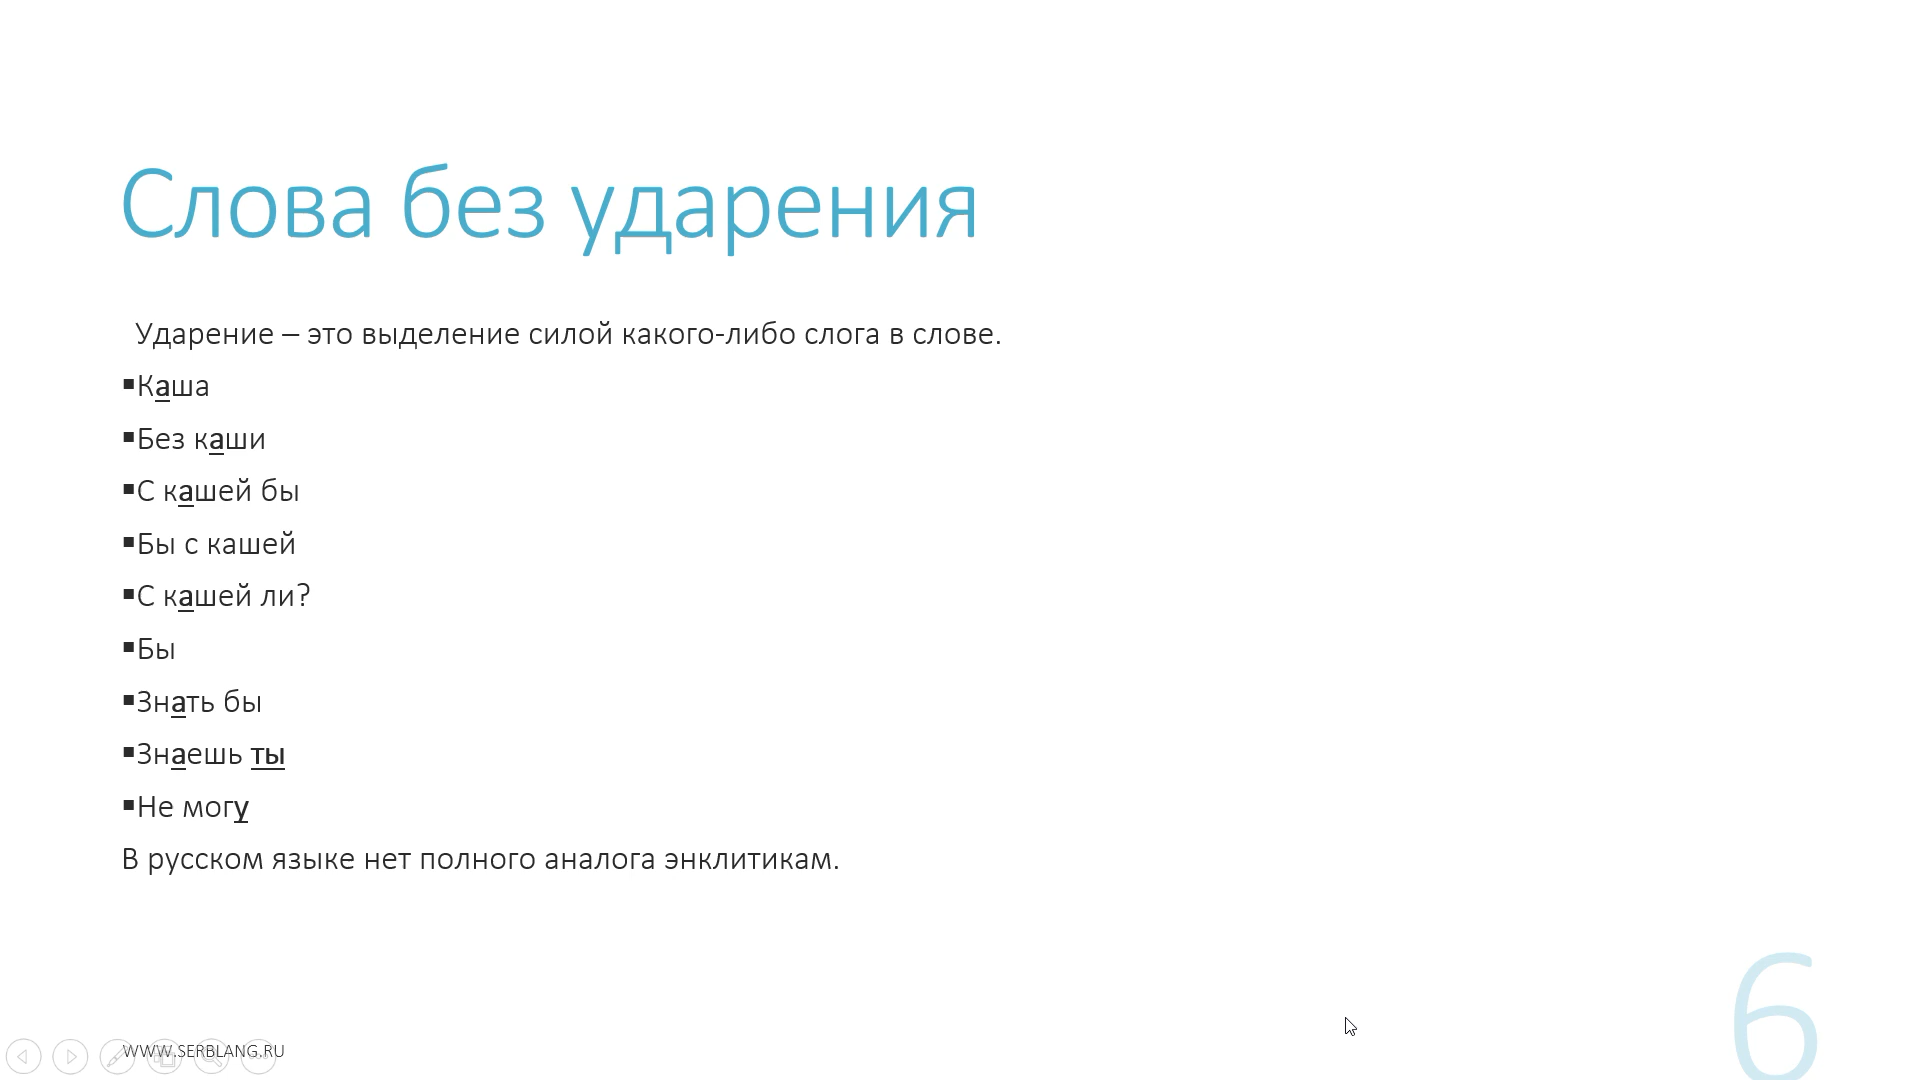 Слова без ударения
Ударение – это выделение силой какого-либо слога в слове.
▪Каша
▪Без каши
▪С кашей бы
▪Бы с кашей
▪С кашей ли?
▪Бы
▪Знать бы
▪Знаешь ты
▪Не могу
В русском языке нет полного аналога энклитикам.
WWW.SERBLANG.RU
6